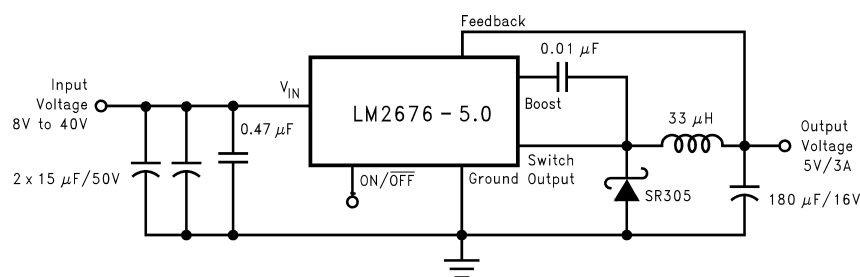 Feedback
0.01 μF
Input
Voltage
8V to 40V
VIN
LM2676 – 5.0
Boost
33 μH
Output
Voltage
5V/3A
0.47 μF
2 x 15 μF/50V
ON/OFF
Ground
Switch
Output
SR305
180 μF/16V